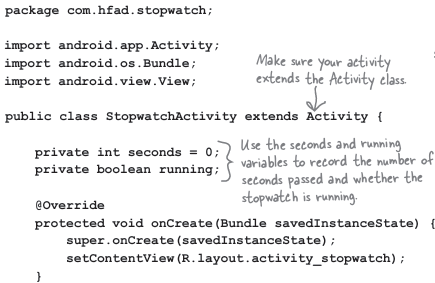 package com.hfad.stopwatch;
import android.app.Activity;
import android.os.Bundle;
import android.view.View;
Make sure your activity
extends the Activity class.
public class StopwatchActivity extends Activity {
private int seconds = 0;
private boolean running;
Use the seconds and running
variables to record the number of
seconds passed and whether the
stopwatch is running.
@Override
protected void onCreate(Bundle savedInstanceState) {
super.onCreate(savedInstanceState);
setContentView(R.layout.activity_stopwatch);
}